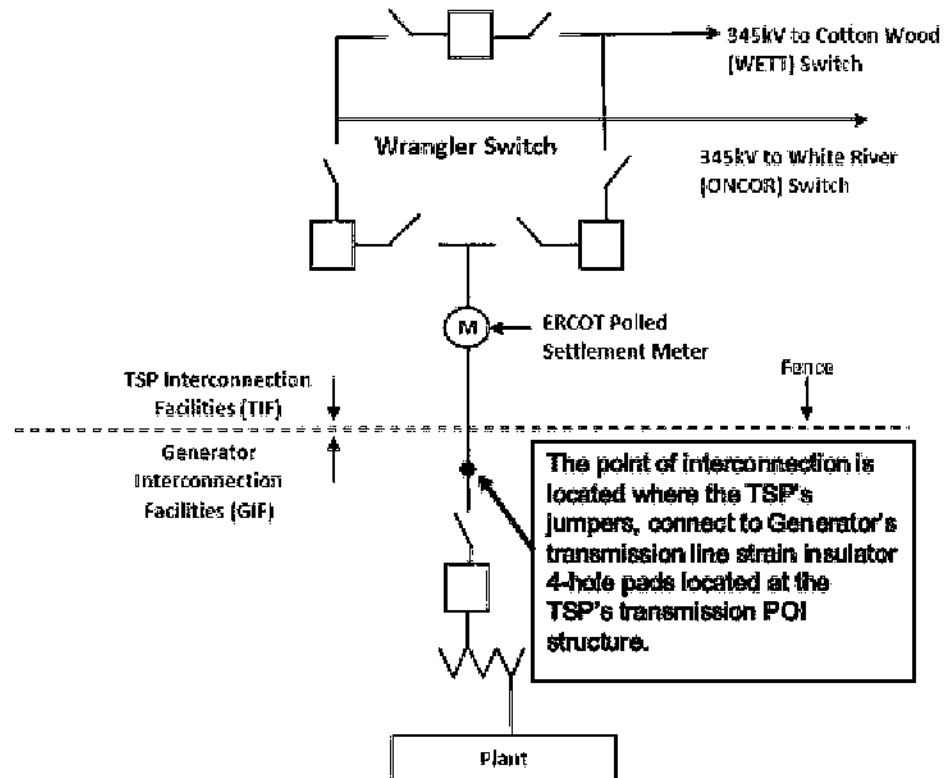 345kV to Cotton Wood
(WETT) Switch
Wrangler Switch
345kV to White River
(ONCOR) Switch
M
ERCOT Polled
Settlement Meter
TSP Interconnection
Facilities (TIF)
Fence
Generator
Interconnection
Facilities (GIF)
The point of interconnection is
located where the TSP's
jumpers, connect to Generator's
transmission line strain insulator
4-hole pads located at the
TSP's transmission POI
structure.
Plant